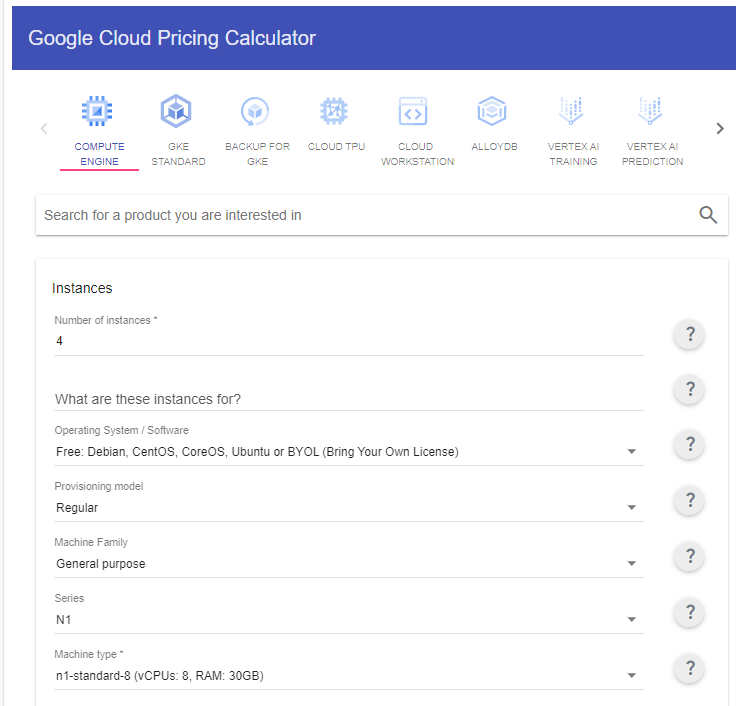 Google Cloud Pricing Calculator
COMPUTE ENGINE
GKE STANDARD
BACKUP FOR GKE
CLOUD TPU
CLOUD WORKSTATION
ALLOYDB
VERTEX AI TRAINING
VERTEX AI PREDICTION
Search for a product you are interested in
Instances
Number of instances *
4
?
What are these instances for?
?
Operating System / Software
Free: Debian, CentOS, CoreOS, Ubuntu or BYOL (Bring Your Own License)
?
Provisioning model
Regular
?
Machine Family
General purpose
?
Series
N1
?
Machine type *
n1-standard-8 (vCPUs: 8, RAM: 30GB)
?